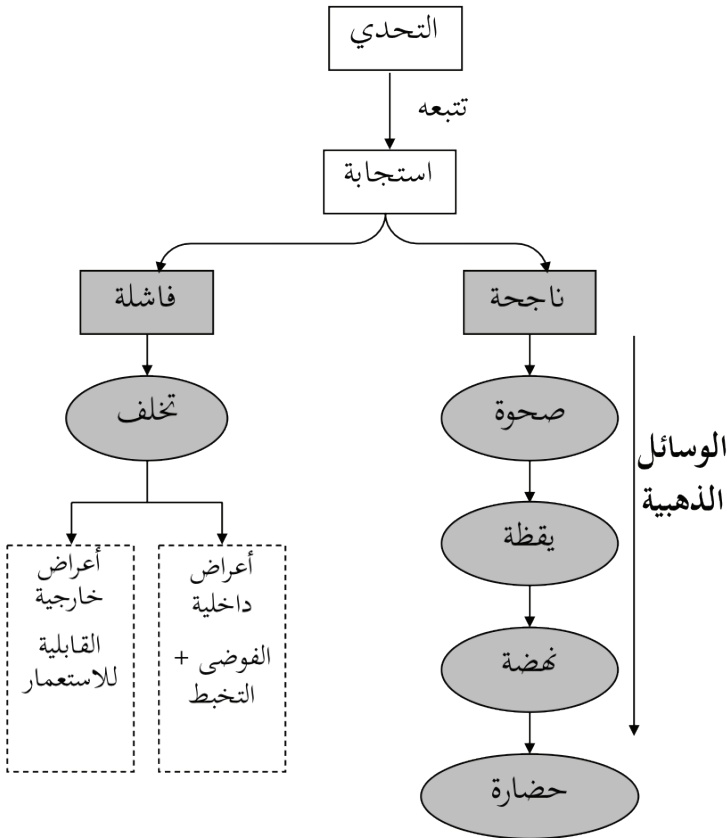 التحدي
تتبعه
استجابة
ناجحة
فاشلة
صحوة
تخلف
الوسائل
الذهبية
يقظة
أعراض
داخلية
الفوضى +
التخبط
أعراض
خارجية
القابلية
للاستعمار
نهضة
حضارة